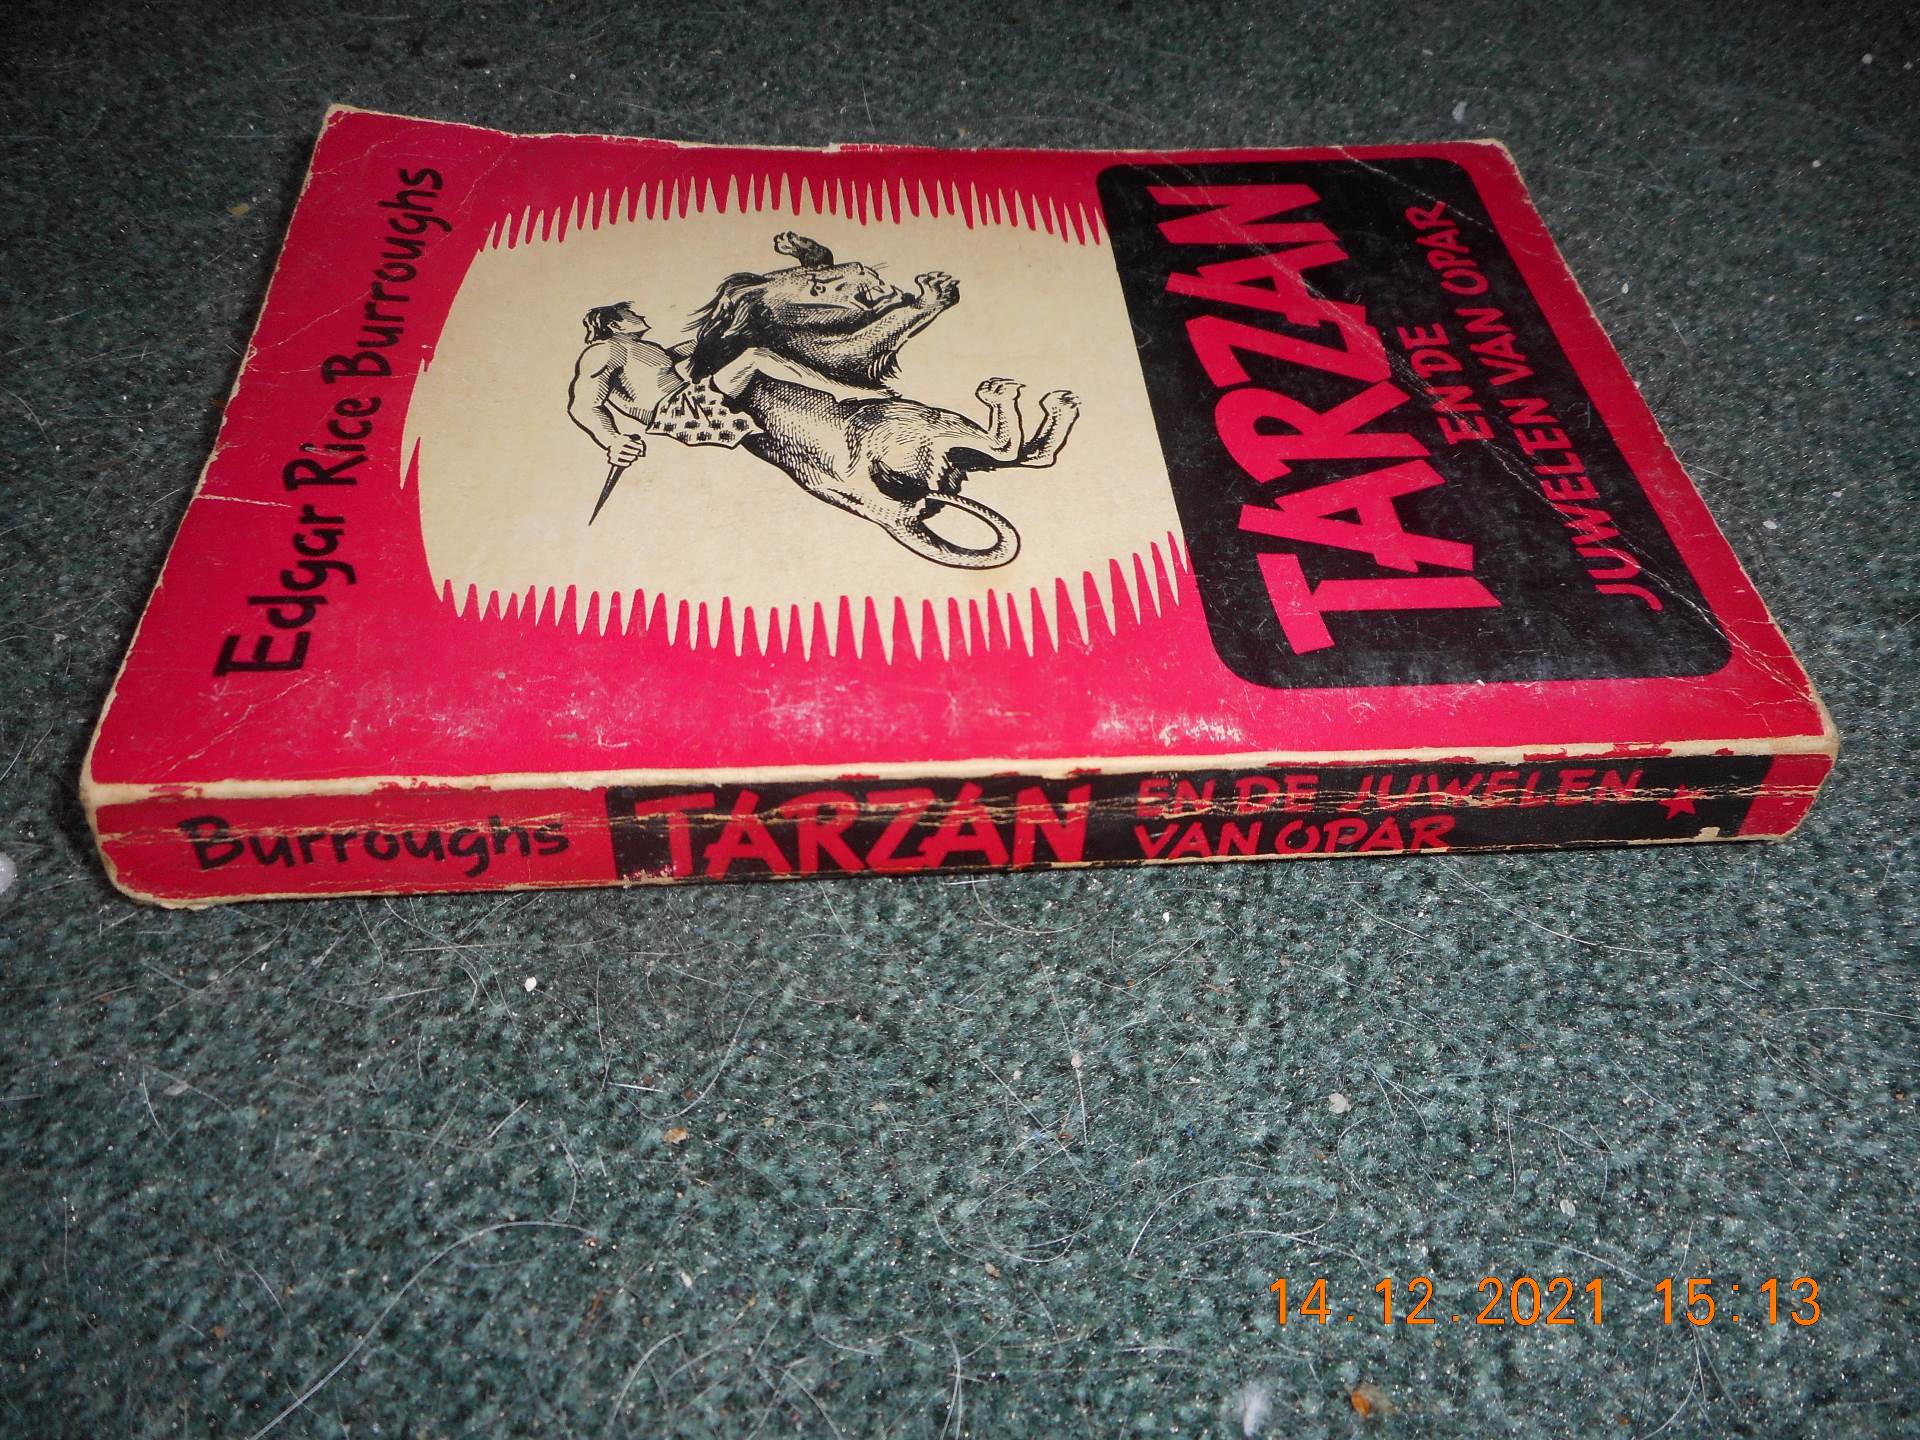 Edgar Rice Burroughs
TARZAN
EN DE
JUWELEN VAN OPAR
Burroughs
TARZAN
EN DE JUWELEN
VAN OPAR
14.12.2021 15:13